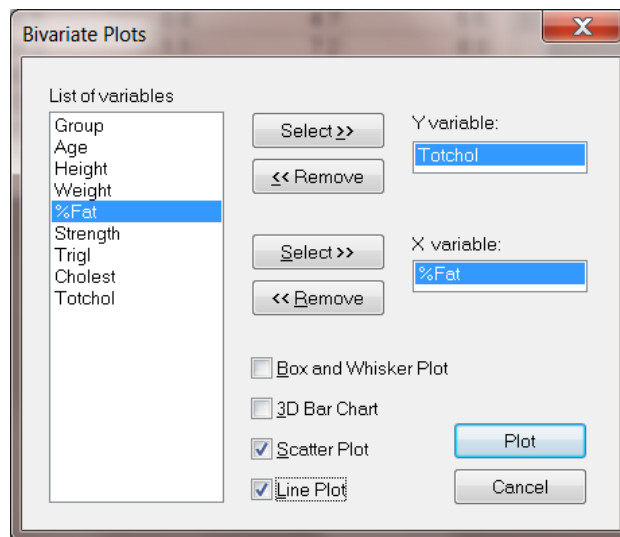 Bivariate Plots
X
List of variables
Group
Age
Height
Weight
%Fat
Strength
Trigl
Cholest
Totchol
Select >>
<< Remove
Y variable:
Totchol
Select >>
<< Remove
X variable:
%Fat
Box and Whisker Plot
3D Bar Chart
Scatter Plot
Line Plot
Plot
Cancel